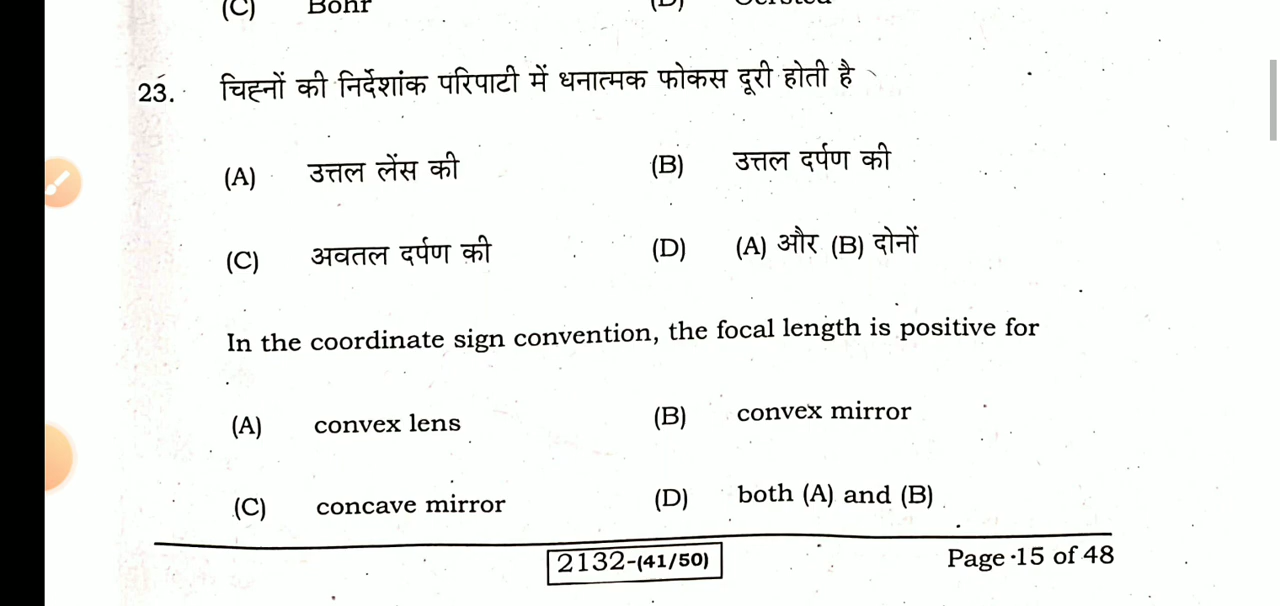 (C) Bohr (D)
23. चिह्नों की निर्देशांक परिपाटी में धनात्मक फोकस दूरी होती है
(A) उत्तल लेंस की (B) उत्तल दर्पण की
(C) अवतल दर्पण की (D) (A) और (B) दोनों
In the coordinate sign convention, the focal length is positive for
(A) convex lens (B) convex mirror
(C) concave mirror (D) both (A) and (B)
2132-(41/50) Page 15 of 48